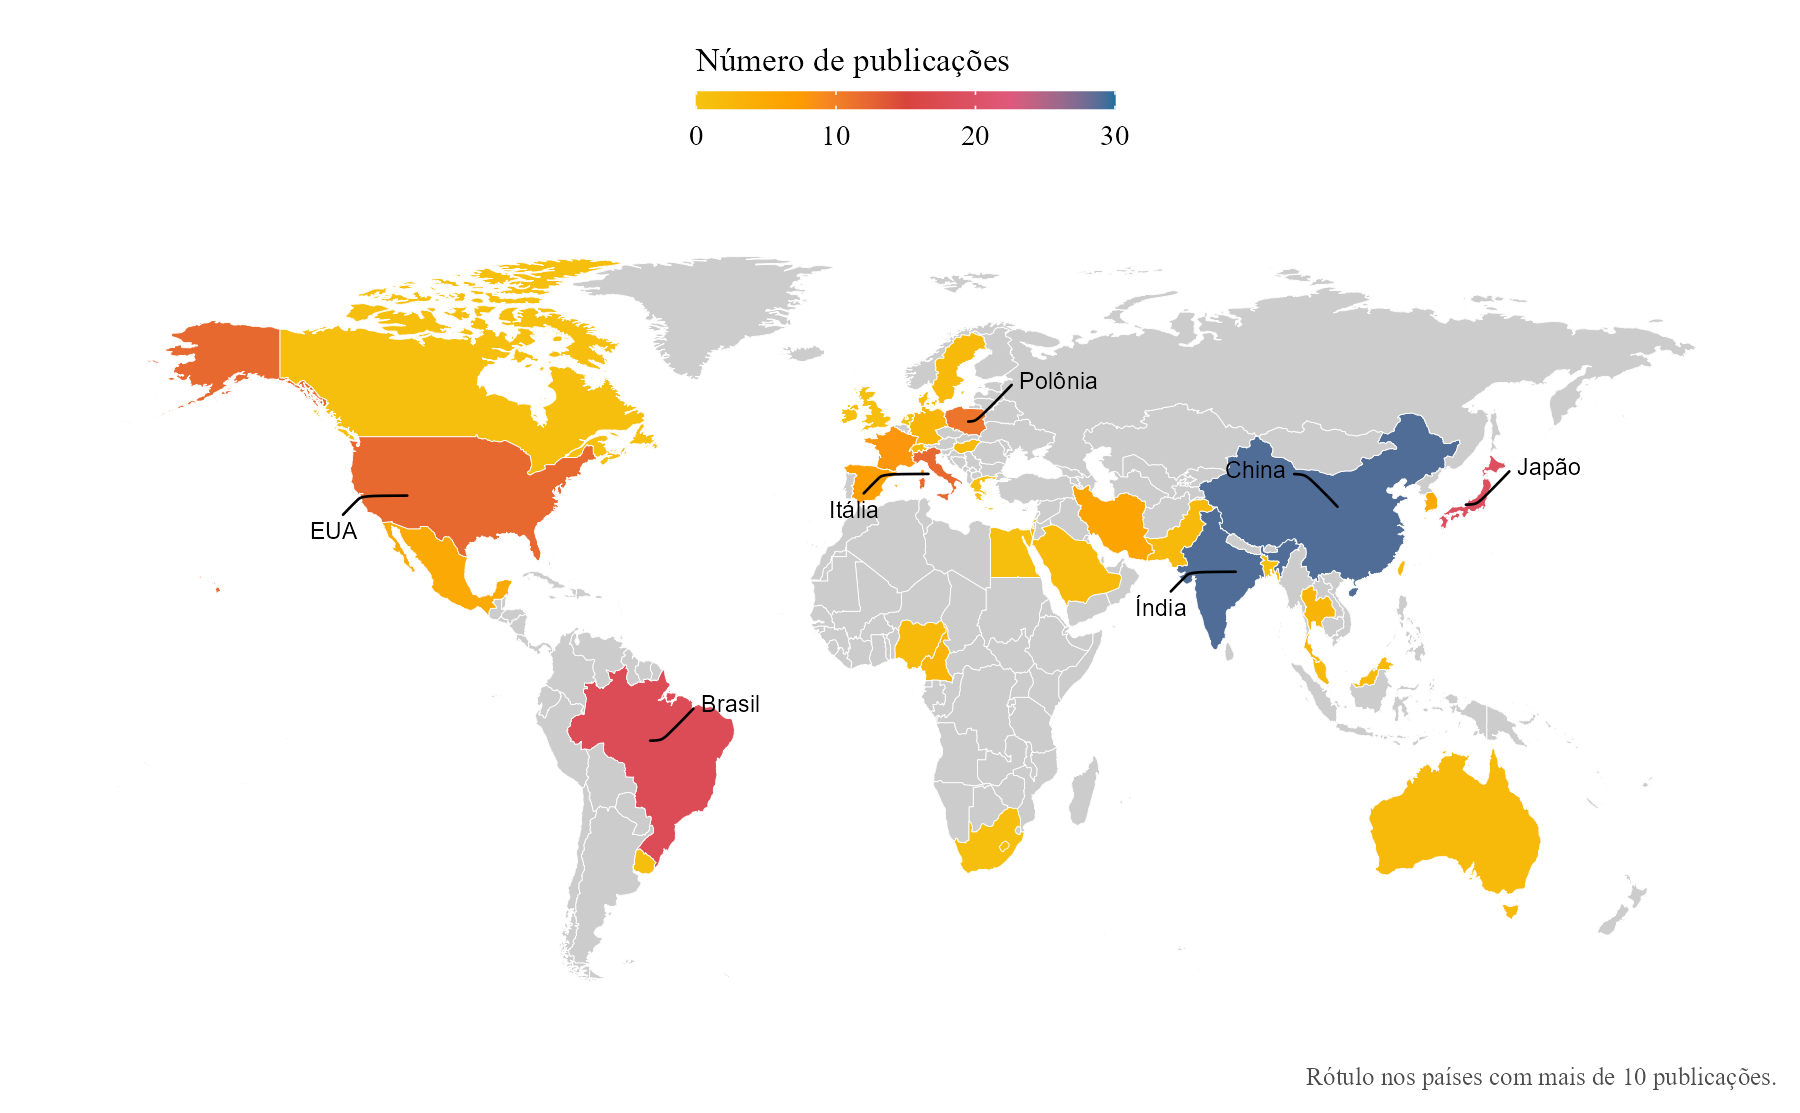 Número de publicações
0 10 20 30
Polônia
China
Japão
Itália
EUA
Índia
Brasil
Rótulo nos países com mais de 10 publicações.